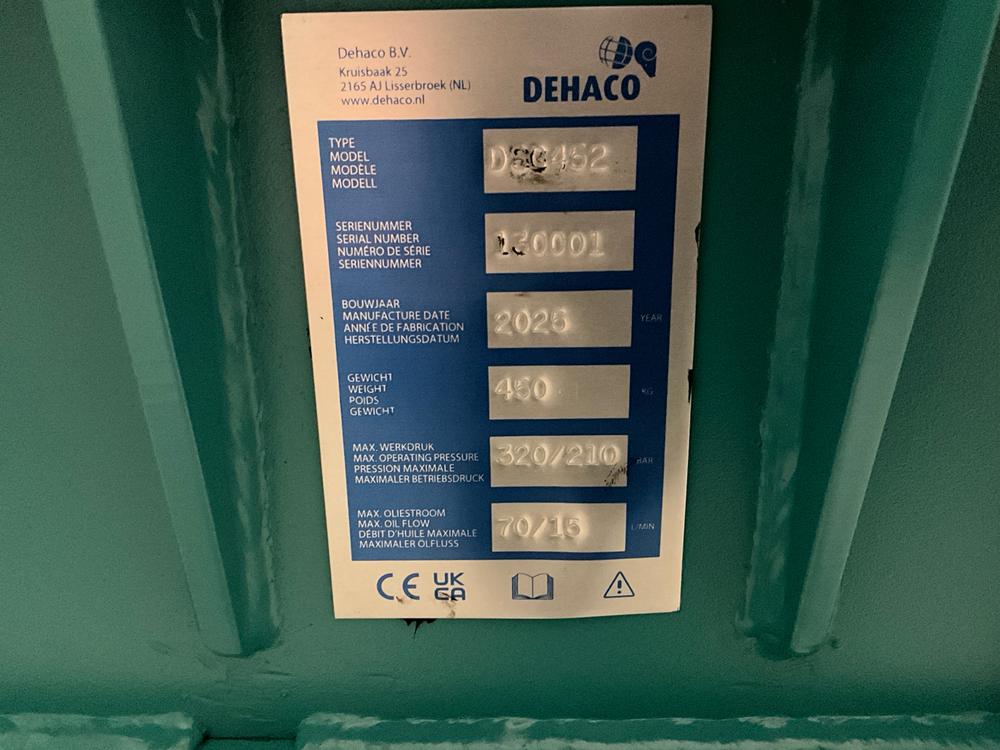 Dehaco B.V.
Kruisbaak 25
2165 AJ Lisserbroek (NL)
www.dehaco.nl
DEHACO
TYPE
MODEL
MODÈLE
MODELL
SERIENUMMER
SERIAL NUMBER
NUMÉRO DE SÉRIE
SERIENNUMMER
130001
BOUWJAAR
MANUFACTURE DATE
ANNÉE DE FABRICATION
HERSTELLUNGSDATUM
2025
YEAR
GEWICHT
WEIGHT
POIDS
GEWICHT
450
KG
MAX. WERKDRUK
MAX. OPERATING PRESSURE
PRESSION MAXIMALE
MAXIMALER BETRIEBSDRUCK
320/210
BAR
MAX. OLIESTROOM
MAX. OIL FLOW
DÉBIT D'HUILE MAXIMALE
MAXIMALER ÖLFLUSS
70/15
L/MIN
CE UK
CA